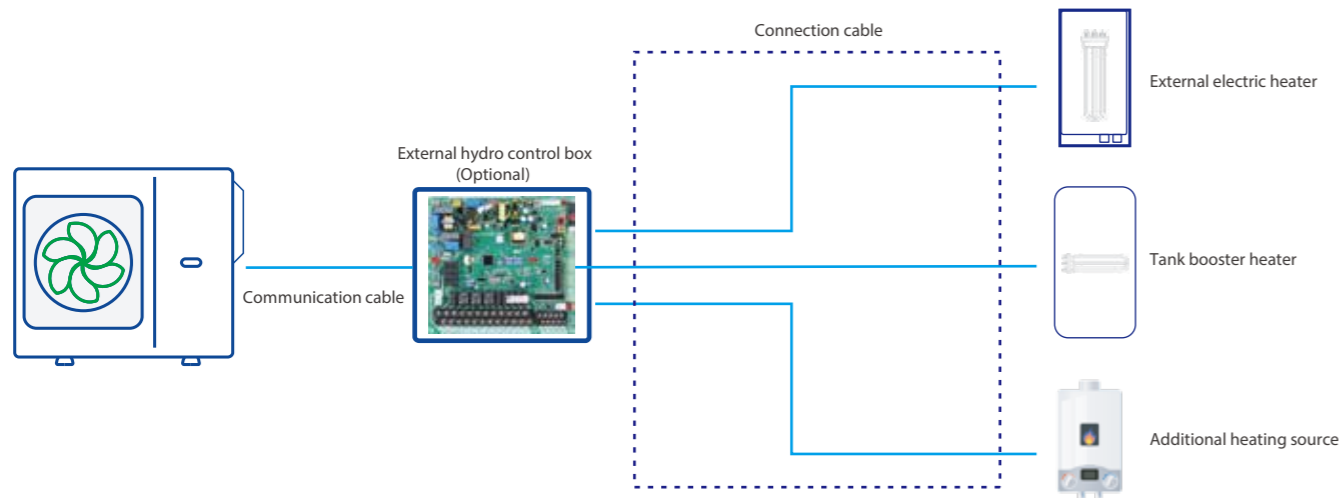 Connection cable
External electric heater
External hydro control box
(Optional)
Communication cable
Tank booster heater
Additional heating source